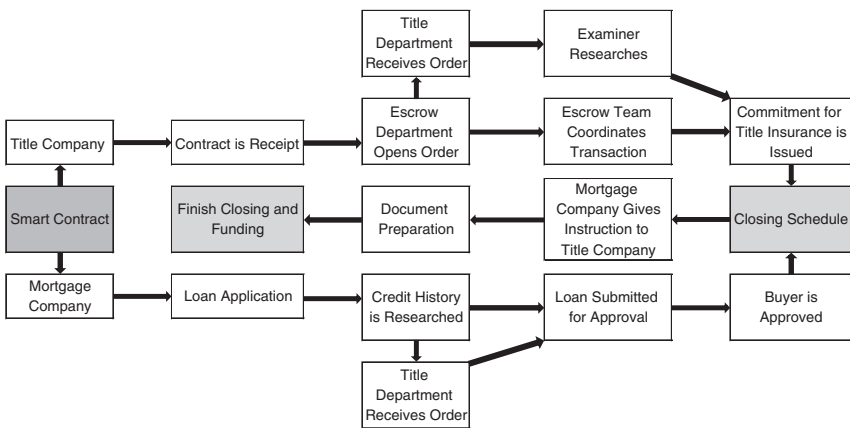 Title
Department
Receives Order
Examiner
Researches
Title Company
Contract is Receipt
Escrow
Department
Opens Order
Escrow Team
Coordinates
Transaction
Commitment for
Title Insurance is
Issued
Smart Contract
Finish Closing and
Funding
Document
Preparation
Mortgage
Company Gives
Instruction to
Title Company
Closing Schedule
Mortgage
Company
Loan Application
Credit History
is Researched
Loan Submitted
for Approval
Buyer is
Approved
Title
Department
Receives Order